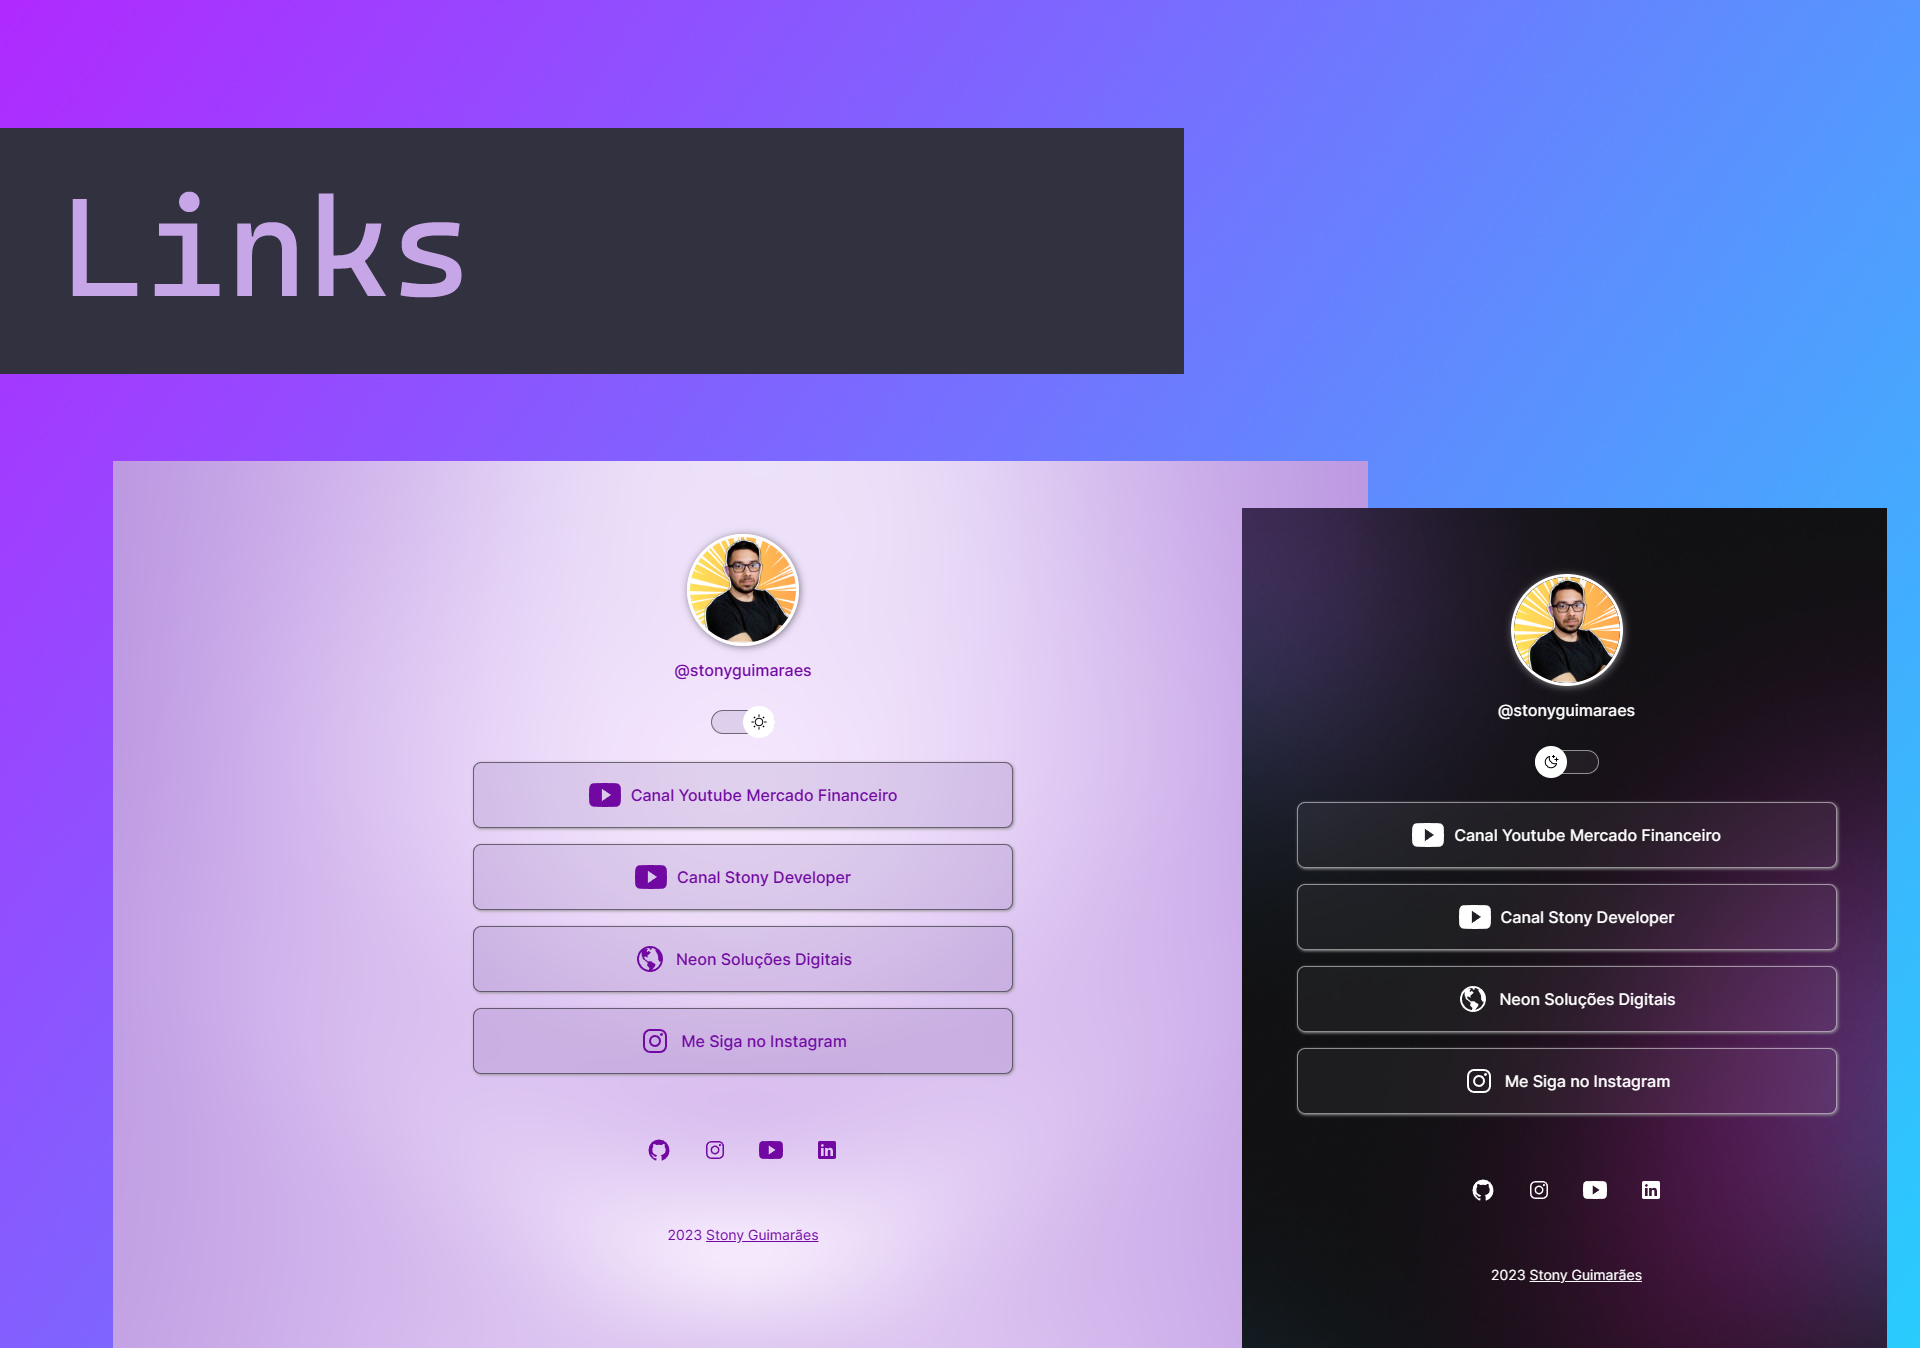 Links
@stonyguimaraes
Canal Youtube Mercado Financeiro
Canal Stony Developer
Neon Soluções Digitais
Me Siga no Instagram
2023 Stony Guimarães
@stonyguimaraes
Canal Youtube Mercado Financeiro
Canal Stony Developer
Neon Soluções Digitais
Me Siga no Instagram
2023 Stony Guimarães